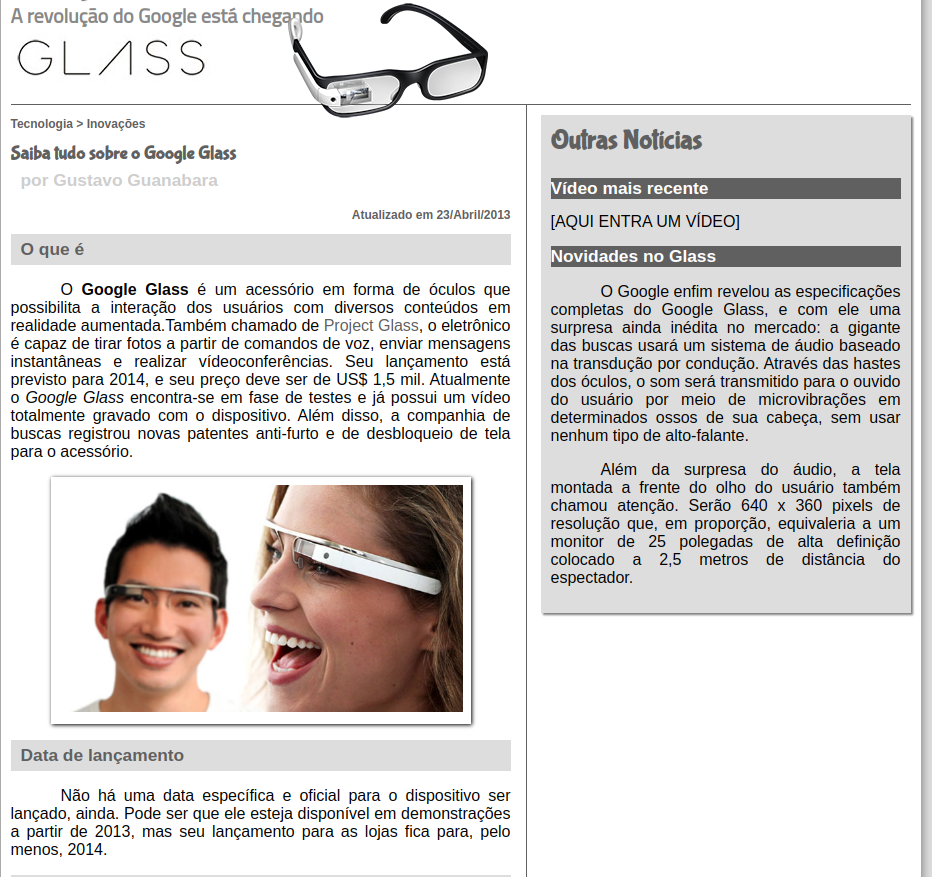 A revolução do Google está chegando
GLASS
Tecnologia > Inovações
Saiba tudo sobre o Google Glass
por Gustavo Guanabara
Atualizado em 23/Abril/2013
O que é
O Google Glass é um acessório em forma de óculos que
possibilita a interação dos usuários com diversos conteúdos em
realidade aumentada.Também chamado de Project Glass, o eletrônico
é capaz de tirar fotos a partir de comandos de voz, enviar mensagens
instantâneas e realizar vídeoconferências. Seu lançamento está
previsto para 2014, e seu preço deve ser de US$ 1,5 mil. Atualmente
o Google Glass encontra-se em fase de testes e já possui um vídeo
totalmente gravado com o dispositivo. Além disso, a companhia de
buscas registrou novas patentes anti-furto e de desbloqueio de tela
para o acessório.
Data de lançamento
Não há uma data específica e oficial para o dispositivo ser
lançado, ainda. Pode ser que ele esteja disponível em demonstrações
a partir de 2013, mas seu lançamento para as lojas fica para, pelo
menos, 2014.
Outras Notícias
Vídeo mais recente
[AQUI ENTRA UM VÍDEO]
Novidades no Glass
O Google enfim revelou as especificações
completas do Google Glass, e com ele uma
surpresa ainda inédita no mercado: a gigante
das buscas usará um sistema de áudio baseado
na transdução por condução. Através das hastes
dos óculos, o som será transmitido para o ouvido
do usuário por meio de microvibrações em
determinados ossos de sua cabeça, sem usar
nenhum tipo de alto-falante.
Além da surpresa do áudio, a tela
montada a frente do olho do usuário também
chamou atenção. Serão 640 x 360 pixels de
resolução que, em proporção, equivaleria a um
monitor de 25 polegadas de alta definição
colocado a 2,5 metros de distância do
espectador.